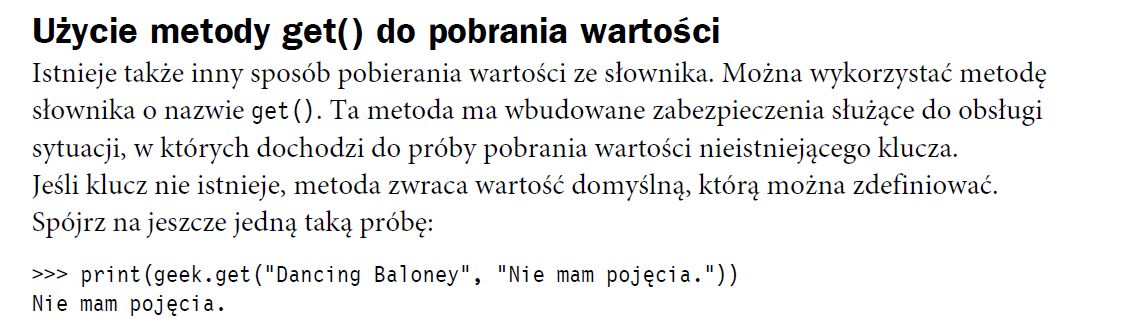 Użycie metody get() do pobrania wartości
Istnieje także inny sposób pobierania wartości ze słownika. Można wykorzystać metodę
słownika o nazwie get(). Ta metoda ma wbudowane zabezpieczenia służące do obsługi
sytuacji, w których dochodzi do próby pobrania wartości nieistniejącego klucza.
Jeśli klucz nie istnieje, metoda zwraca wartość domyślną, którą można zdefiniować.
Spójrz na jeszcze jedną taką próbę:
>>> print(geek.get("Dancing Baloney", "Nie mam pojęcia."))
Nie mam pojęcia.